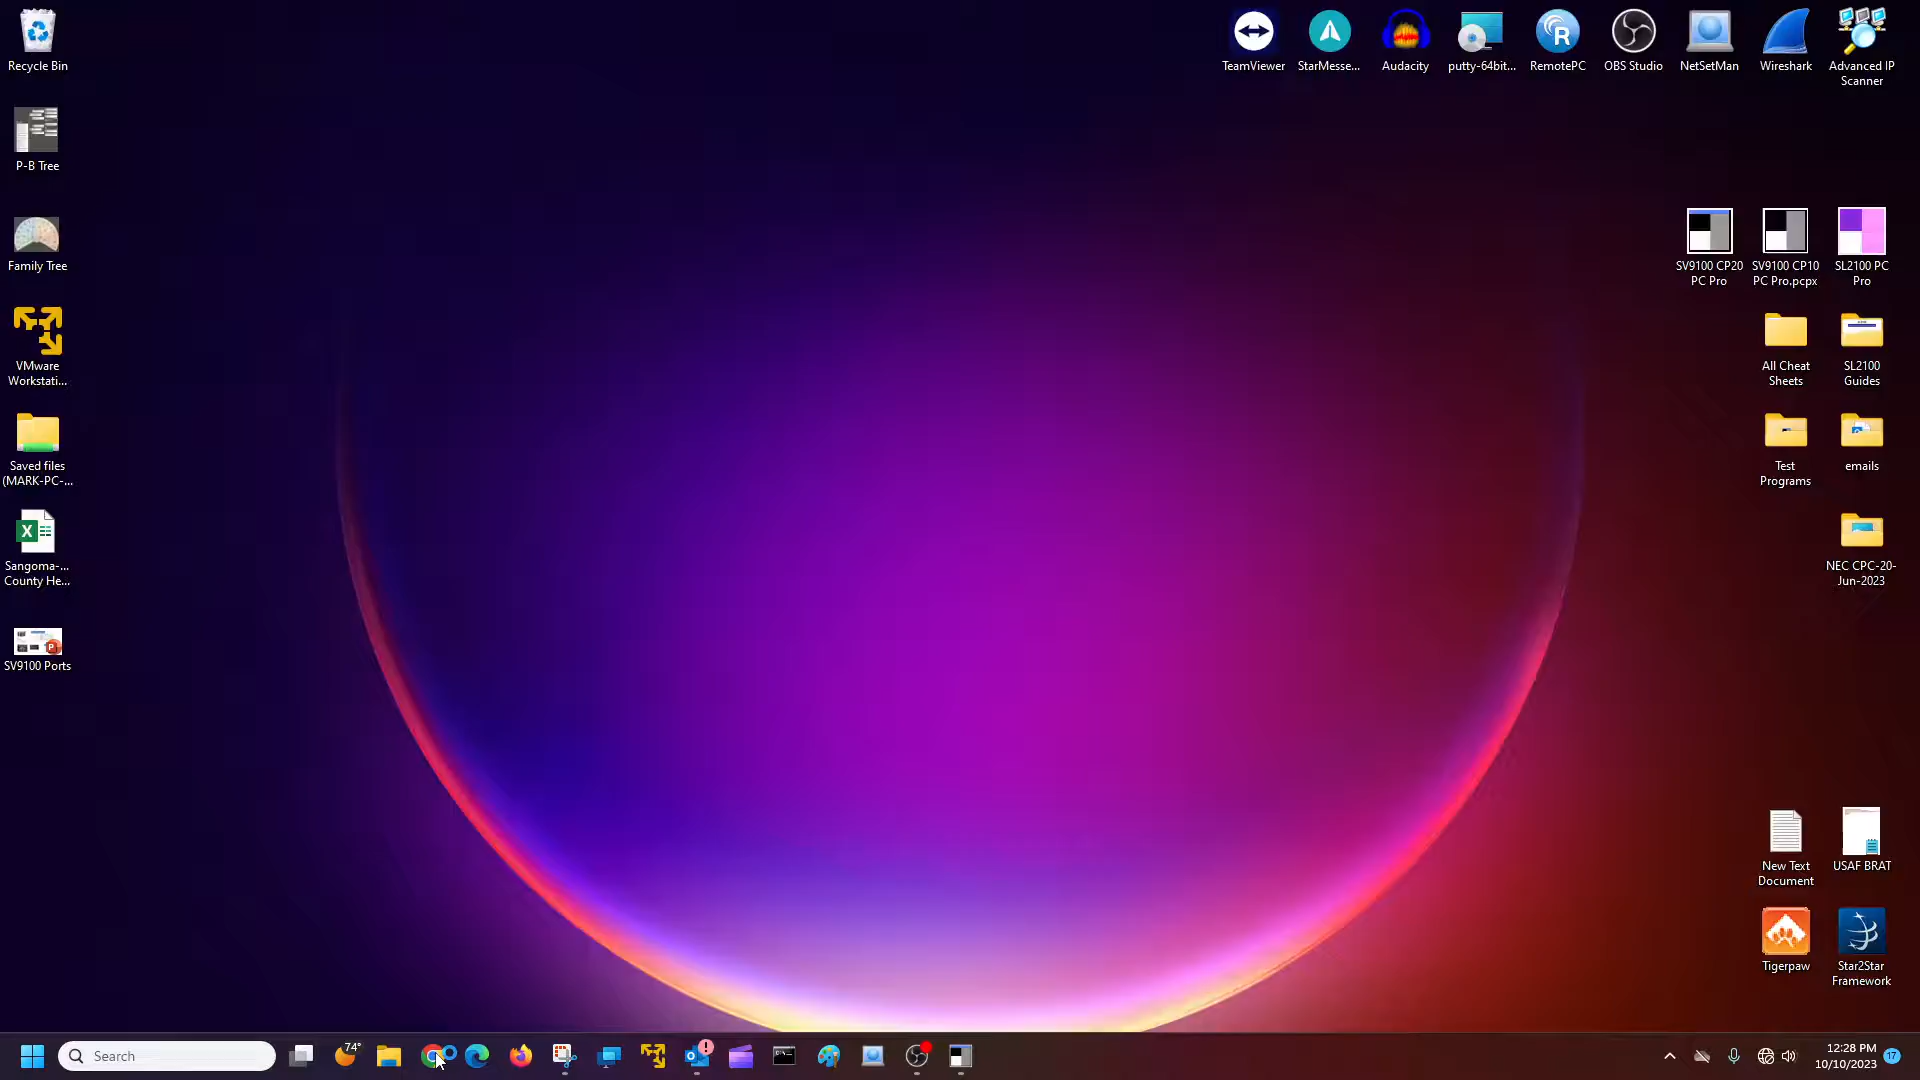 Recycle Bin
P-B Tree
Family Tree
VMware
Workstati...
Saved files
(MARK-PC-...
Sangoma-...
County He...
SV9100 Ports
TeamViewer
StarMesse...
Audacity
putty-64bit...
RemotePC
OBS Studio
NetSetMan
Wireshark
Advanced IP
Scanner
SV9100 CP20
PC Pro
SV9100 CP10
PC Pro.pcpx
SL2100 PC
Pro
All Cheat
Sheets
SL2100
Guides
Test
Programs
emails
NEC CPC-20-
Jun-2023
New Text
Document
USAF BRAT
Tigerpaw
Star2Star
Framework
Search
74°
12:28 PM
10/10/2023
17